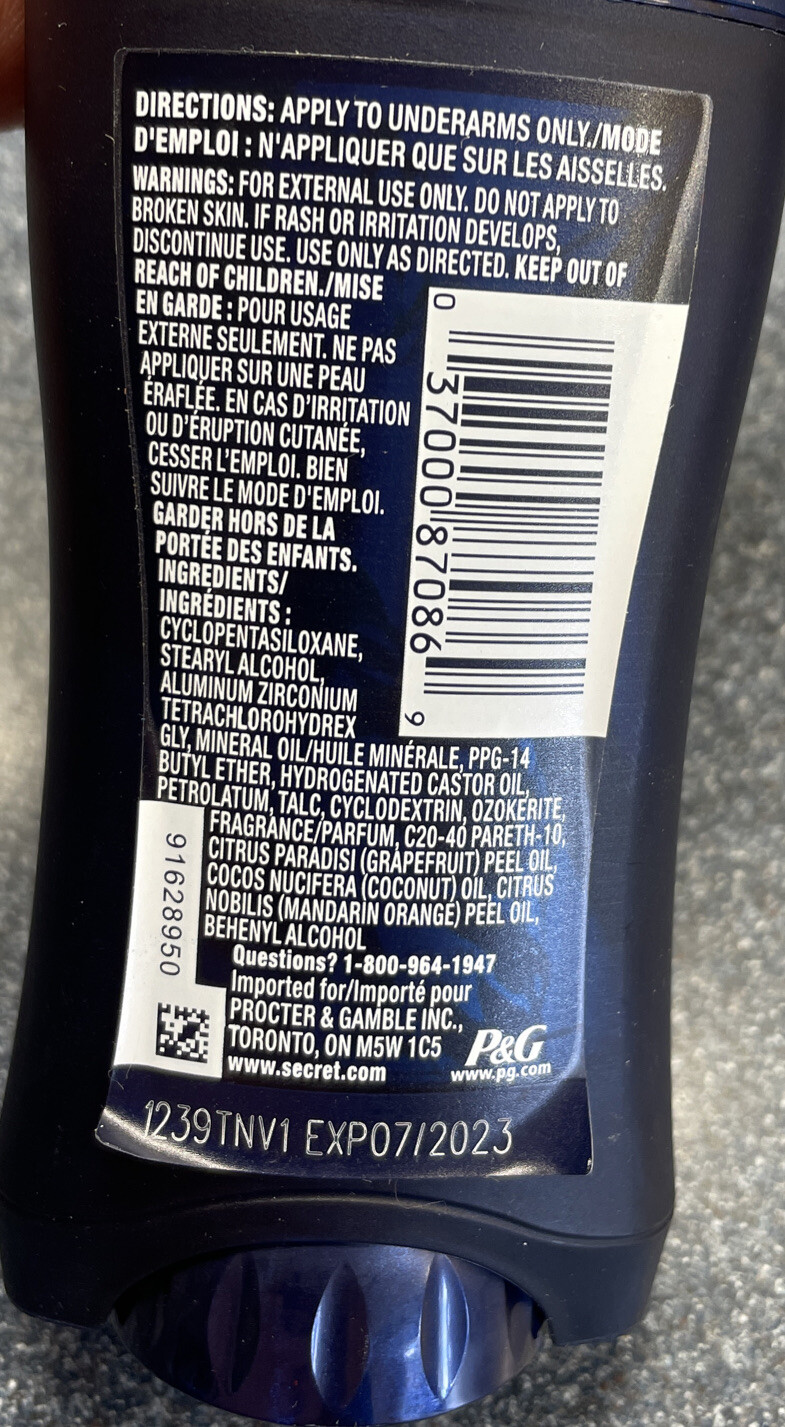 DIRECTIONS: APPLY TO UNDERARMS ONLY./MODE
D'EMPLOI : N'APPLIQUER QUE SUR LES AISSELLES.
WARNINGS: FOR EXTERNAL USE ONLY. DO NOT APPLY TO
BROKEN SKIN. IF RASH OR IRRITATION DEVELOPS,
DISCONTINUE USE. USE ONLY AS DIRECTED. KEEP OUT OF
REACH OF CHILDREN./MISE
EN GARDE : POUR USAGE
EXTERNE SEULEMENT. NE PAS
APPLIQUER SUR UNE PEAU
ÉRAFLÉE. EN CAS D'IRRITATION
OU D'ÉRUPTION CUTANÉE,
CESSER L'EMPLOI. BIEN
SUIVRE LE MODE D'EMPLOI.
GARDER HORS DE LA
PORTÉE DES ENFANTS.
INGREDIENTS/
INGRÉDIENTS :
CYCLOPENTASILOXANE,
STEARYL ALCOHOL,
ALUMINUM ZIRCONIUM
TETRACHLOROHYDREX
GLY, MINERAL OIL/HUILE MINÉRALE, PPG-14
BUTYL ETHER, HYDROGENATED CASTOR OIL,
PETROLATUM, TALC, CYCLODEXTRIN, OZOKERITE,
FRAGRANCE/PARFUM, C20-40 PARETH-10,
CITRUS PARADISI (GRAPEFRUIT) PEEL OIL,
COCOS NUCIFERA (COCONUT) OIL, CITRUS
NOBILIS (MANDARIN ORANGE) PEEL OIL,
BEHENYL ALCOHOL
0 37000 87086 9
91628950
Questions? 1-800-964-1947
Imported for/Importé pour
PROCTER & GAMBLE INC.,
TORONTO, ON M5W 1C5
www.secret.com
P&G
www.pg.com
1239TNV1 EXP07/2023